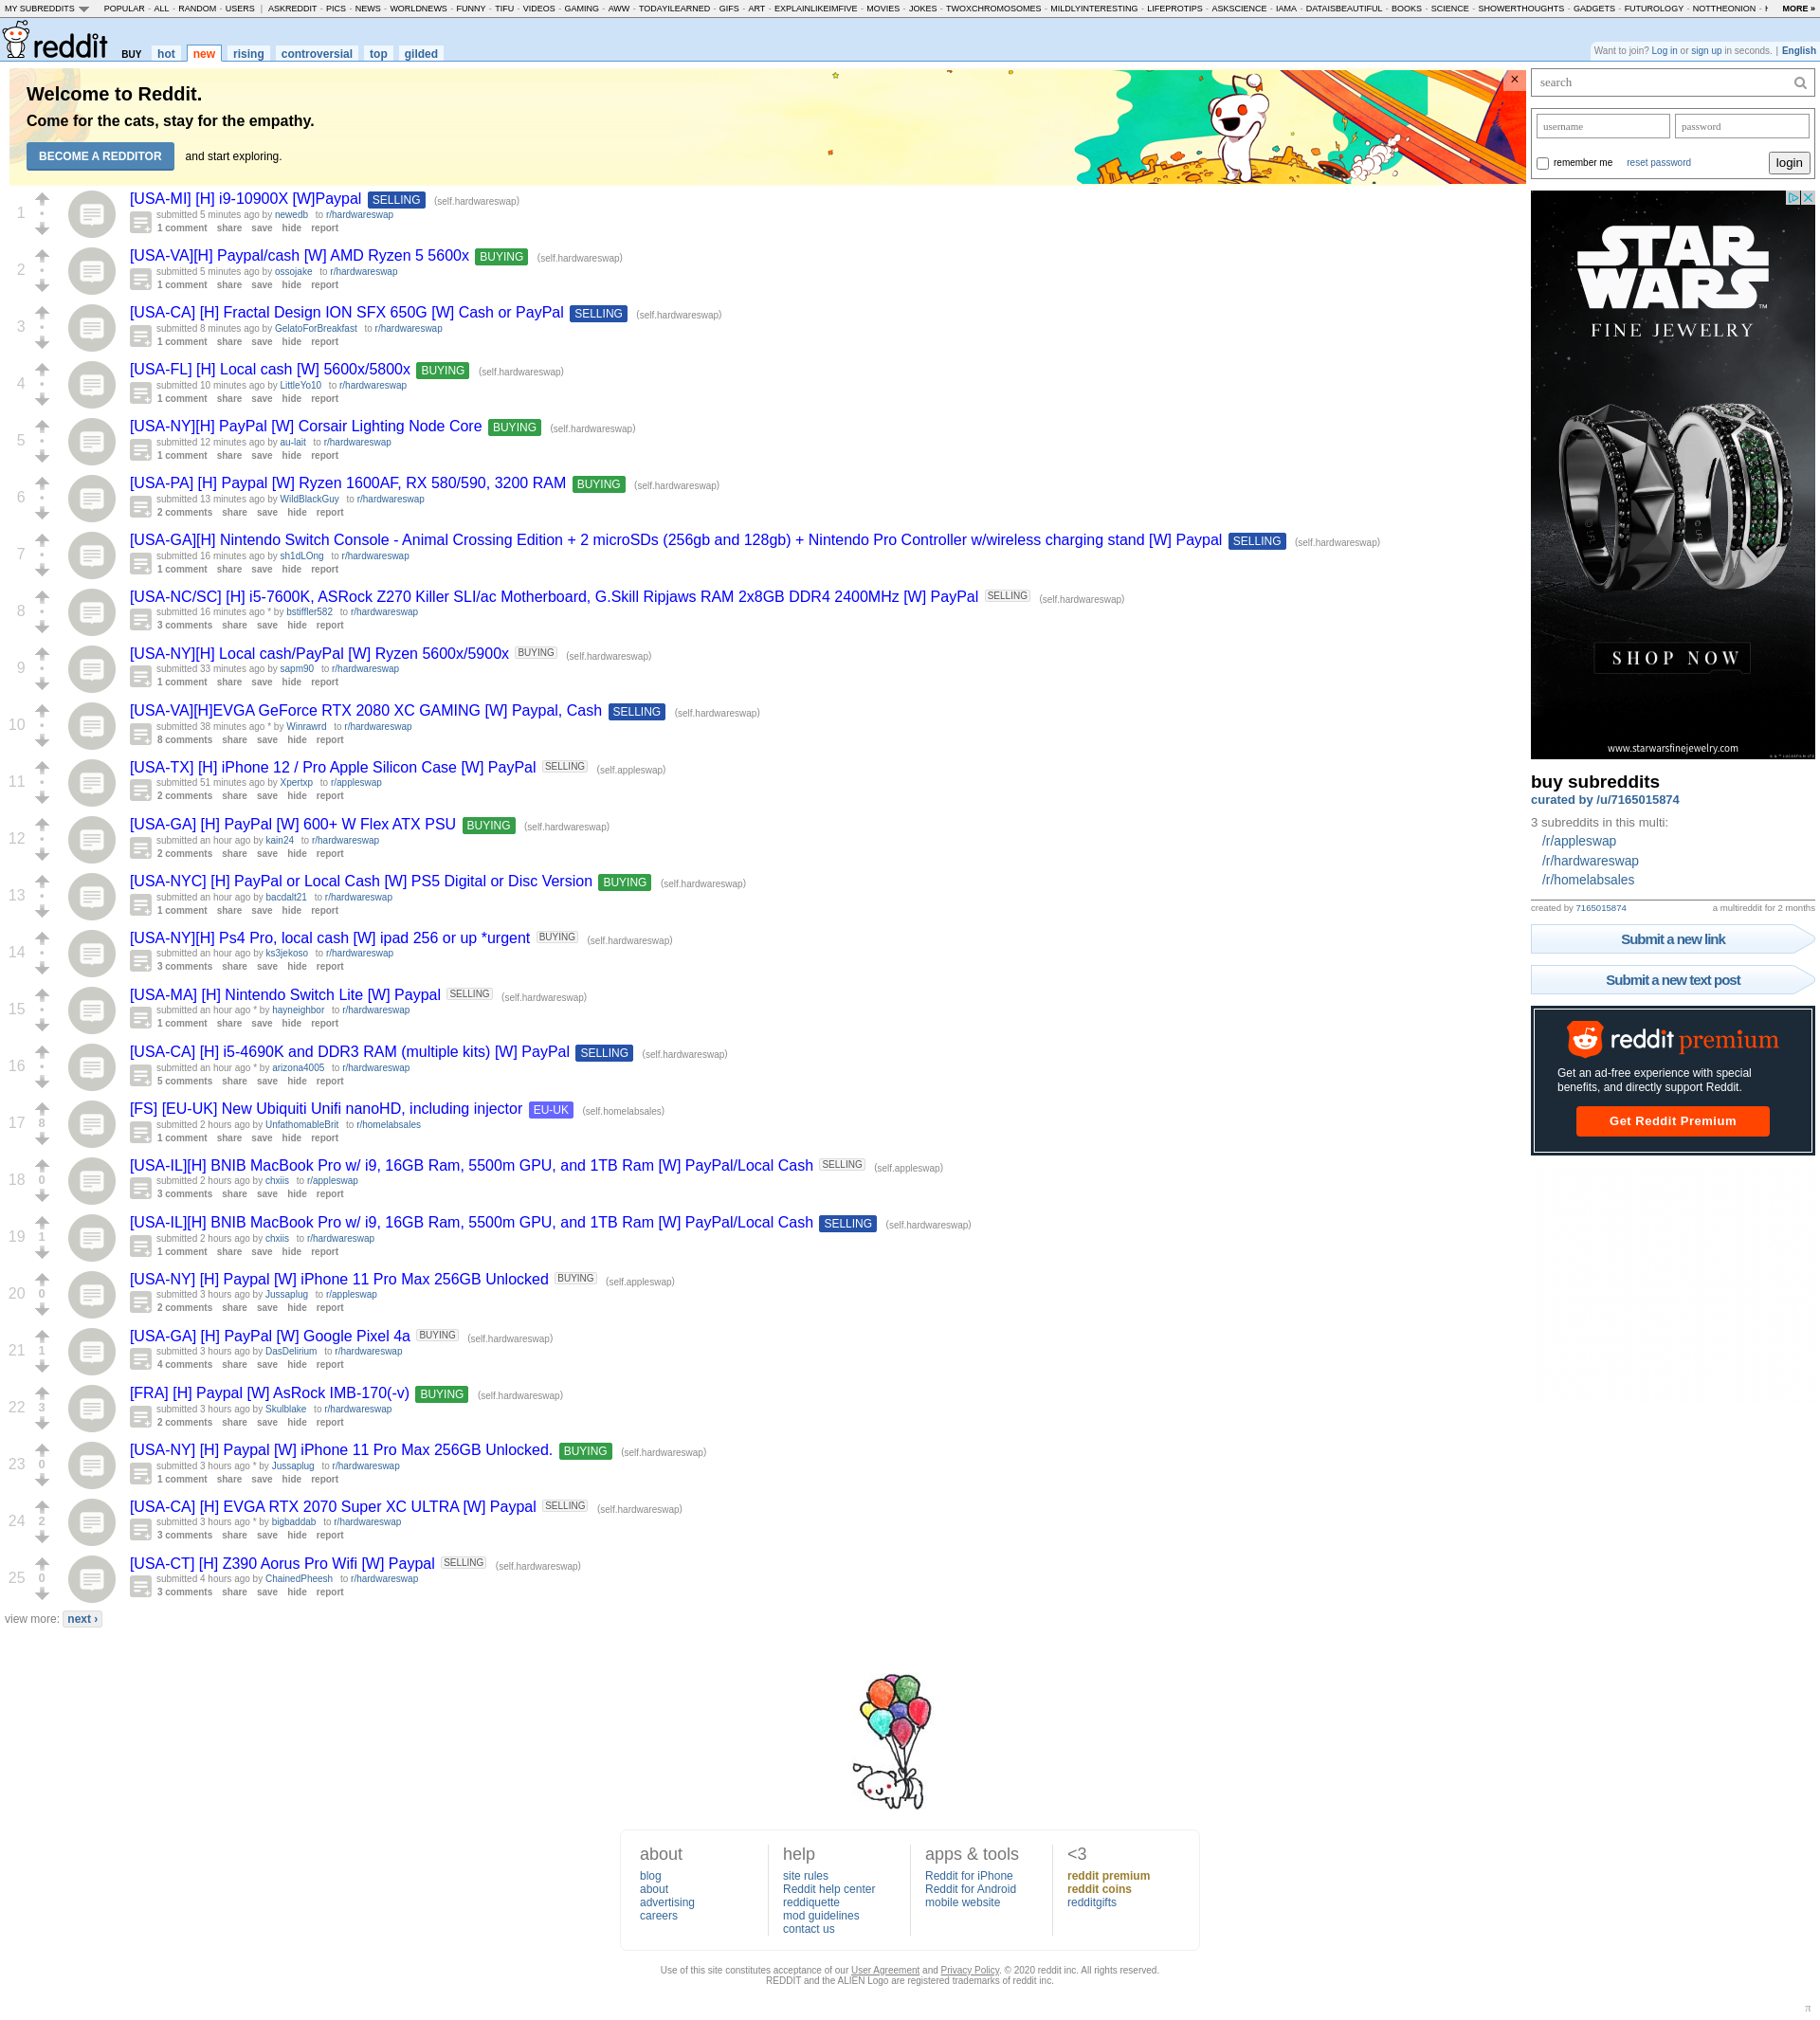 MY SUBREDDITS POPULAR - ALL - RANDOM - USERS | ASKREDDIT - PICS - NEWS - WORLDNEWS - FUNNY - TIFU - VIDEOS - GAMING - AWW - TODAYILEARNED - GIFS - ART - EXPLAINLIKEIMFIVE - MOVIES - JOKES - TWOXCHROMOSOMES - MILDLYINTERESTING - LIFEPROTIPS - ASKSCIENCE - IAMA - DATAISBEAUTIFUL - BOOKS - SCIENCE - SHOWERTHOUGHTS - GADGETS - FUTUROLOGY - NOTTHEONION - MORE »
reddit BUY hot new rising controversial top gilded
Want to join? Log in or sign up in seconds. | English
Welcome to Reddit.
Come for the cats, stay for the empathy.
BECOME A REDDITOR and start exploring.
×
1
[USA-MI] [H] i9-10900X [W]Paypal SELLING (self.hardwareswap)
submitted 5 minutes ago by newedb to r/hardwareswap
1 comment share save hide report
2
[USA-VA][H] Paypal/cash [W] AMD Ryzen 5 5600x BUYING (self.hardwareswap)
submitted 5 minutes ago by ossojake to r/hardwareswap
1 comment share save hide report
3
[USA-CA] [H] Fractal Design ION SFX 650G [W] Cash or PayPal SELLING (self.hardwareswap)
submitted 8 minutes ago by GelatoForBreakfast to r/hardwareswap
1 comment share save hide report
4
[USA-FL] [H] Local cash [W] 5600x/5800x BUYING (self.hardwareswap)
submitted 10 minutes ago by LittleYo10 to r/hardwareswap
1 comment share save hide report
5
[USA-NY][H] PayPal [W] Corsair Lighting Node Core BUYING (self.hardwareswap)
submitted 12 minutes ago by au-lait to r/hardwareswap
1 comment share save hide report
6
[USA-PA] [H] Paypal [W] Ryzen 1600AF, RX 580/590, 3200 RAM BUYING (self.hardwareswap)
submitted 13 minutes ago by WildBlackGuy to r/hardwareswap
2 comments share save hide report
7
[USA-GA][H] Nintendo Switch Console - Animal Crossing Edition + 2 microSDs (256gb and 128gb) + Nintendo Pro Controller w/wireless charging stand [W] Paypal SELLING (self.hardwareswap)
submitted 16 minutes ago by sh1dLOng to r/hardwareswap
1 comment share save hide report
8
[USA-NC/SC] [H] i5-7600K, ASRock Z270 Killer SLI/ac Motherboard, G.Skill Ripjaws RAM 2x8GB DDR4 2400MHz [W] PayPal SELLING (self.hardwareswap)
submitted 16 minutes ago * by bstiffler582 to r/hardwareswap
3 comments share save hide report
9
[USA-NY][H] Local cash/PayPal [W] Ryzen 5600x/5900x BUYING (self.hardwareswap)
submitted 33 minutes ago by sapm90 to r/hardwareswap
1 comment share save hide report
10
[USA-VA][H]EVGA GeForce RTX 2080 XC GAMING [W] Paypal, Cash SELLING (self.hardwareswap)
submitted 38 minutes ago * by Winrawrd to r/hardwareswap
8 comments share save hide report
11
[USA-TX] [H] iPhone 12 / Pro Apple Silicon Case [W] PayPal SELLING (self.appleswap)
submitted 51 minutes ago by Xpertxp to r/appleswap
2 comments share save hide report
12
[USA-GA] [H] PayPal [W] 600+ W Flex ATX PSU BUYING (self.hardwareswap)
submitted an hour ago by kain24 to r/hardwareswap
2 comments share save hide report
13
[USA-NYC] [H] PayPal or Local Cash [W] PS5 Digital or Disc Version BUYING (self.hardwareswap)
submitted an hour ago by bacdalt21 to r/hardwareswap
1 comment share save hide report
14
[USA-NY][H] Ps4 Pro, local cash [W] ipad 256 or up *urgent BUYING (self.hardwareswap)
submitted an hour ago by ks3jekoso to r/hardwareswap
3 comments share save hide report
15
[USA-MA] [H] Nintendo Switch Lite [W] Paypal SELLING (self.hardwareswap)
submitted an hour ago * by hayneighbor to r/hardwareswap
1 comment share save hide report
16
[USA-CA] [H] i5-4690K and DDR3 RAM (multiple kits) [W] PayPal SELLING (self.hardwareswap)
submitted an hour ago * by arizona4005 to r/hardwareswap
5 comments share save hide report
17 8
[FS] [EU-UK] New Ubiquiti Unifi nanoHD, including injector EU-UK (self.homelabsales)
submitted 2 hours ago by UnfathomableBrit to r/homelabsales
1 comment share save hide report
18 0
[USA-IL][H] BNIB MacBook Pro w/ i9, 16GB Ram, 5500m GPU, and 1TB Ram [W] PayPal/Local Cash SELLING (self.appleswap)
submitted 2 hours ago by chxiis to r/appleswap
3 comments share save hide report
19 1
[USA-IL][H] BNIB MacBook Pro w/ i9, 16GB Ram, 5500m GPU, and 1TB Ram [W] PayPal/Local Cash SELLING (self.hardwareswap)
submitted 2 hours ago by chxiis to r/hardwareswap
1 comment share save hide report
20 0
[USA-NY] [H] Paypal [W] iPhone 11 Pro Max 256GB Unlocked BUYING (self.appleswap)
submitted 3 hours ago by Jussaplug to r/appleswap
2 comments share save hide report
21 1
[USA-GA] [H] PayPal [W] Google Pixel 4a BUYING (self.hardwareswap)
submitted 3 hours ago by DasDelirium to r/hardwareswap
4 comments share save hide report
22 3
[FRA] [H] Paypal [W] AsRock IMB-170(-v) BUYING (self.hardwareswap)
submitted 3 hours ago by Skulblake to r/hardwareswap
2 comments share save hide report
23 0
[USA-NY] [H] Paypal [W] iPhone 11 Pro Max 256GB Unlocked. BUYING (self.hardwareswap)
submitted 3 hours ago * by Jussaplug to r/hardwareswap
1 comment share save hide report
24 2
[USA-CA] [H] EVGA RTX 2070 Super XC ULTRA [W] Paypal SELLING (self.hardwareswap)
submitted 3 hours ago * by bigbaddab to r/hardwareswap
3 comments share save hide report
25 0
[USA-CT] [H] Z390 Aorus Pro Wifi [W] Paypal SELLING (self.hardwareswap)
submitted 4 hours ago by ChainedPheesh to r/hardwareswap
3 comments share save hide report
view more: next ›
search
username password
remember me reset password login
STAR
WARS™
FINE JEWELRY
SHOP NOW
www.starwarsfinejewelry.com
buy subreddits
curated by /u/7165015874
3 subreddits in this multi:
/r/appleswap
/r/hardwareswap
/r/homelabsales
created by 7165015874 a multireddit for 2 months
Submit a new link
Submit a new text post
reddit premium
Get an ad-free experience with special
benefits, and directly support Reddit.
Get Reddit Premium
about
blog
about
advertising
careers
help
site rules
Reddit help center
reddiquette
mod guidelines
contact us
apps & tools
Reddit for iPhone
Reddit for Android
mobile website
<3
reddit premium
reddit coins
redditgifts
Use of this site constitutes acceptance of our User Agreement and Privacy Policy. © 2020 reddit inc. All rights reserved.
REDDIT and the ALIEN Logo are registered trademarks of reddit inc.
π